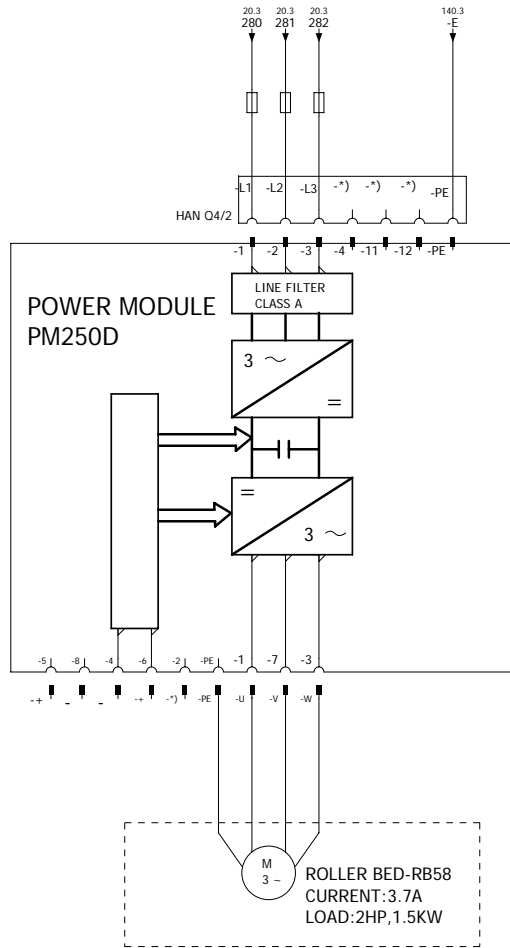 20.3 20.3 20.3 140.3
280 281 282 -E
-L1 -L2 -L3 -*) -*) -*) -PE
HAN Q4/2
-1 -2 -3 -4 -11 -12 -PE
LINE FILTER
CLASS A
POWER MODULE
PM250D
3 ~
=
=
3 ~
-5 -8 -4 -6 -2 -PE -1 -7 -3
-+ - - -+ -*) -PE -U -V -W
M
3 ~
ROLLER BED-RB58
CURRENT:3.7A
LOAD:2HP,1.5KW